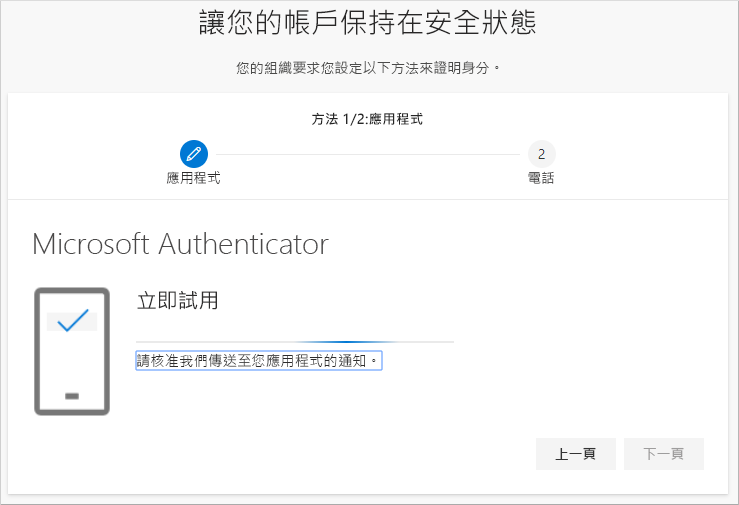 讓您的帳戶保持在安全狀態
您的組織要求您設定以下方法來證明身分。
方法 1/2:應用程式
2
應用程式
電話
Microsoft Authenticator
立即試用
請核准我們傳送至您應用程式的通知。
上一頁
下一頁